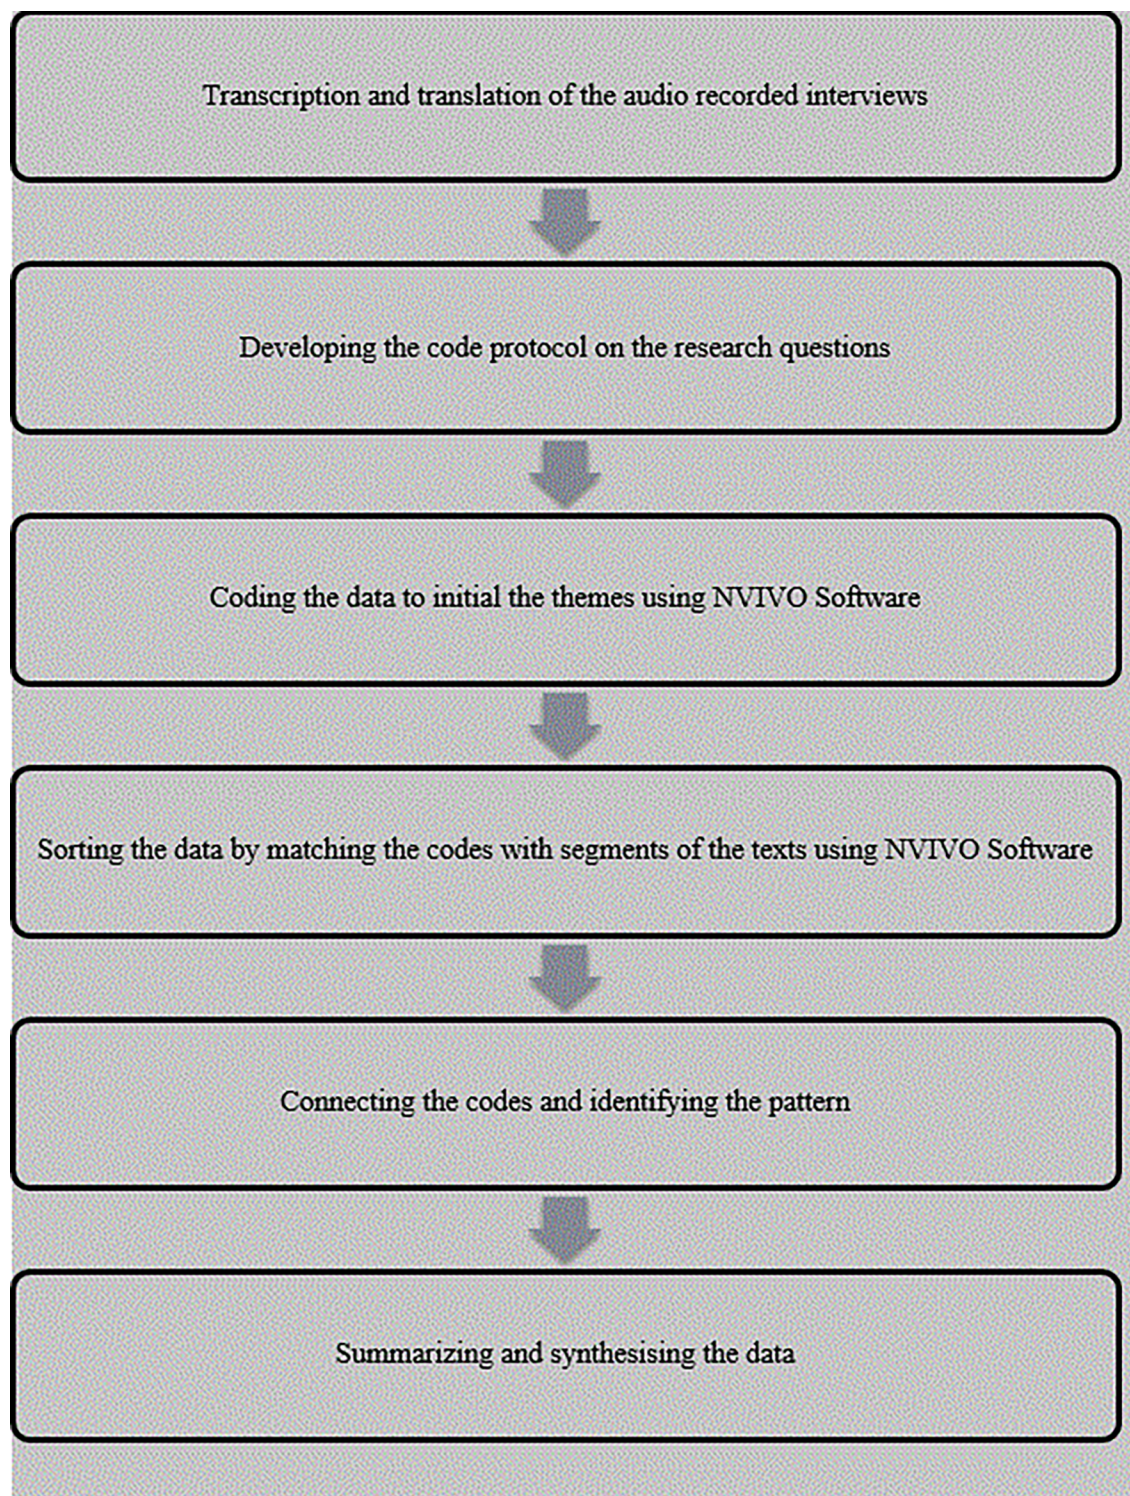 Transcription and translation of the audio recorded interviews
Developing the code protocol on the research questions
Coding the data to initial the themes using NVIVO Software
Sorting the data by matching the codes with segments of the texts using NVIVO Software
Connecting the codes and identifying the pattern
Summarizing and synthesising the data